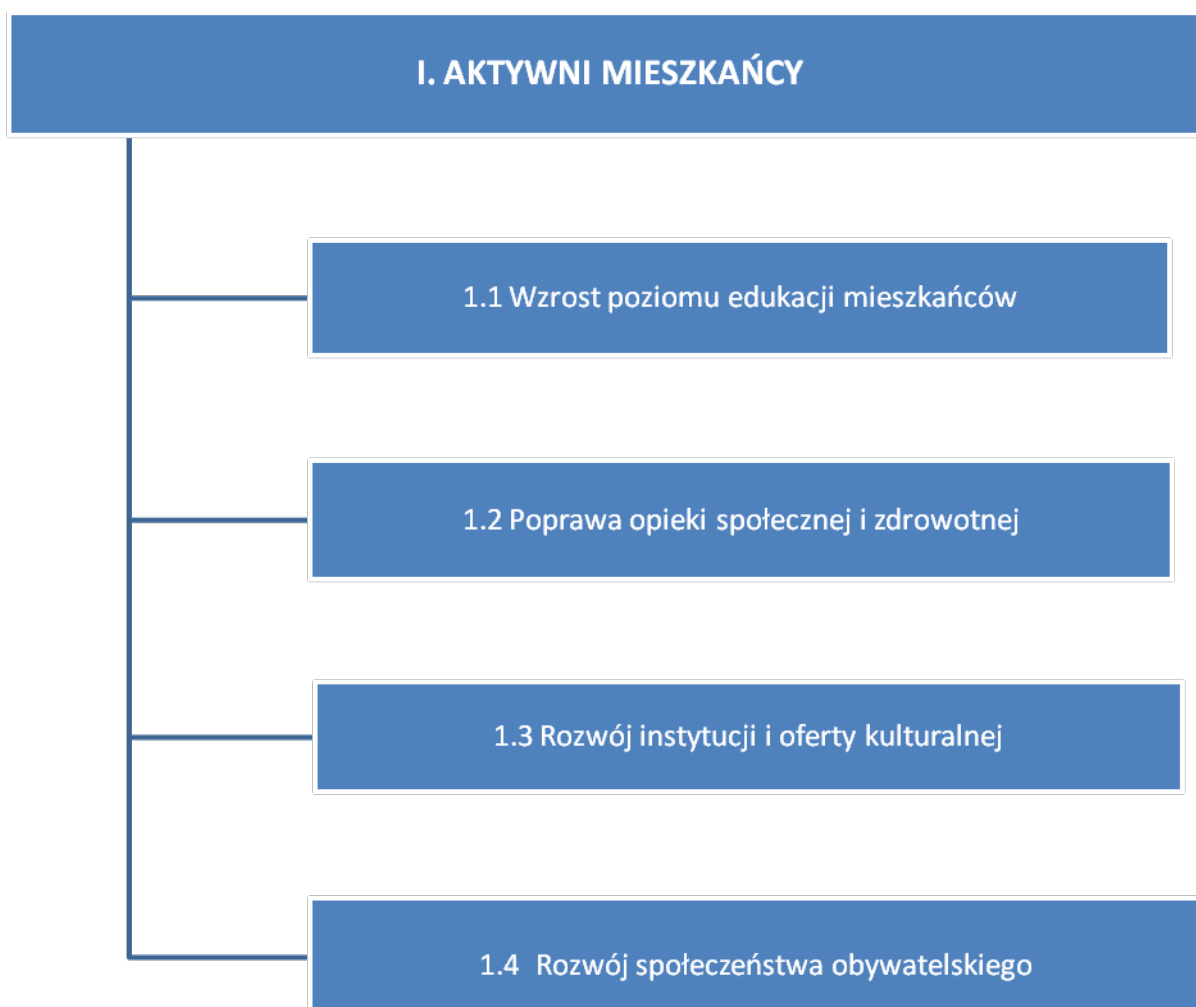 I. AKTYWNI MIESZKAŃCY
1.1 Wzrost poziomu edukacji mieszkańców
1.2 Poprawa opieki społecznej i zdrowotnej
1.3 Rozwój instytucji i oferty kulturalnej
1.4 Rozwój społeczeństwa obywatelskiego